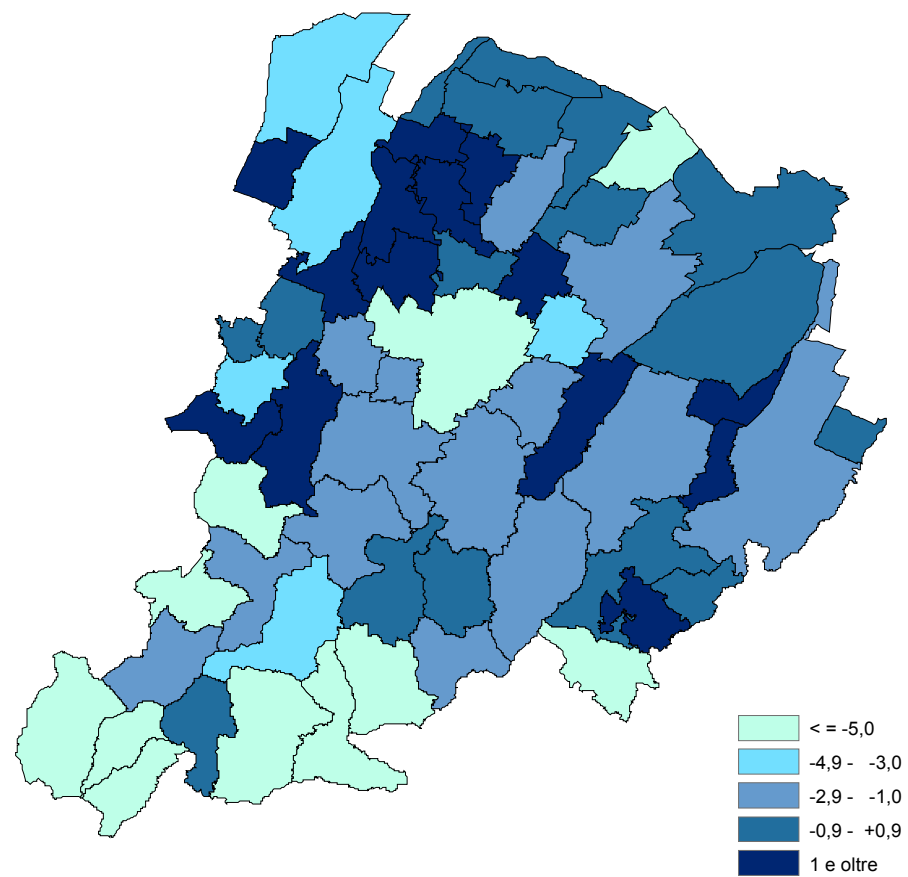 < = -5,0
-4,9 - -3,0
-2,9 - -1,0
-0,9 - +0,9
1 e oltre